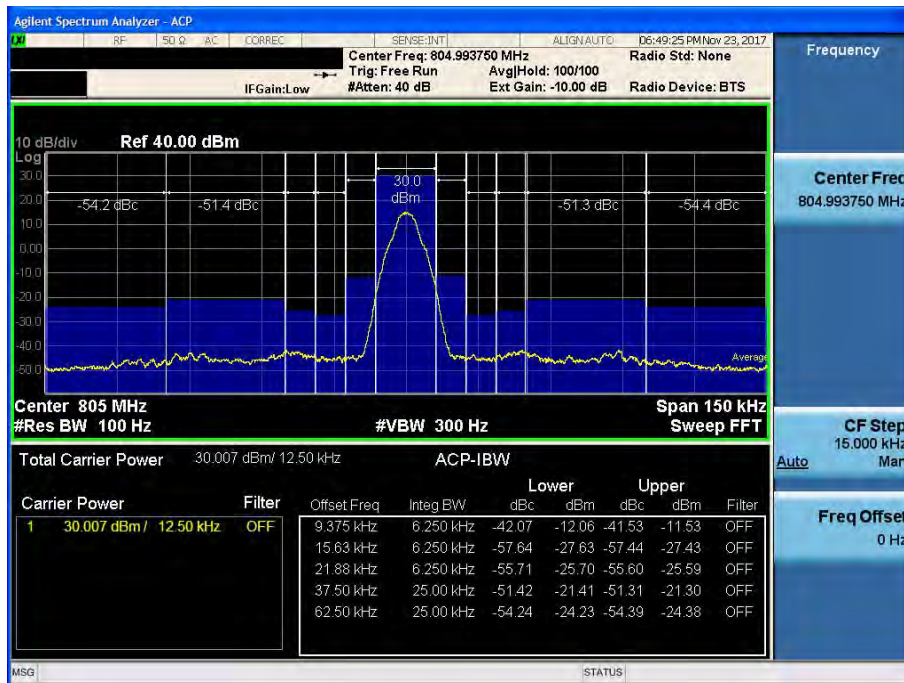 Agilent Spectrum Analyzer - ACP
LXI RF 50 Ω AC CORREC SENSE:INT ALIGN AUTO 06:49:25 PM Nov 23, 2017
Center Freq: 804.993750 MHz Radio Std: None
Trig: Free Run Avg|Hold: 100/100
IFGain:Low #Atten: 40 dB Ext Gain: -10.00 dB Radio Device: BTS
10 dB/div Ref 40.00 dBm
Log
30.0
20.0
10.0
0.00
-10.0
-20.0
-30.0
-40.0
-50.0
-54.2 dBc -51.4 dBc 30.0 dBm -51.3 dBc -54.4 dBc
Average
Center 805 MHz Span 150 kHz
#Res BW 100 Hz #VBW 300 Hz Sweep FFT
Total Carrier Power 30.007 dBm/ 12.50 kHz ACP-IBW
Lower Upper
Carrier Power Filter Offset Freq Integ BW dBc dBm dBc dBm Filter
1 30.007 dBm / 12.50 kHz OFF 9.375 kHz 6.250 kHz -42.07 -12.06 -41.53 -11.53 OFF
15.63 kHz 6.250 kHz -57.64 -27.63 -57.44 -27.43 OFF
21.88 kHz 6.250 kHz -55.71 -25.70 -55.60 -25.59 OFF
37.50 kHz 25.00 kHz -51.42 -21.41 -51.31 -21.30 OFF
62.50 kHz 25.00 kHz -54.24 -24.23 -54.39 -24.38 OFF
MSG STATUS
Frequency
Center Freq
804.993750 MHz
CF Step
15.000 kHz
Auto Man
Freq Offset
0 Hz